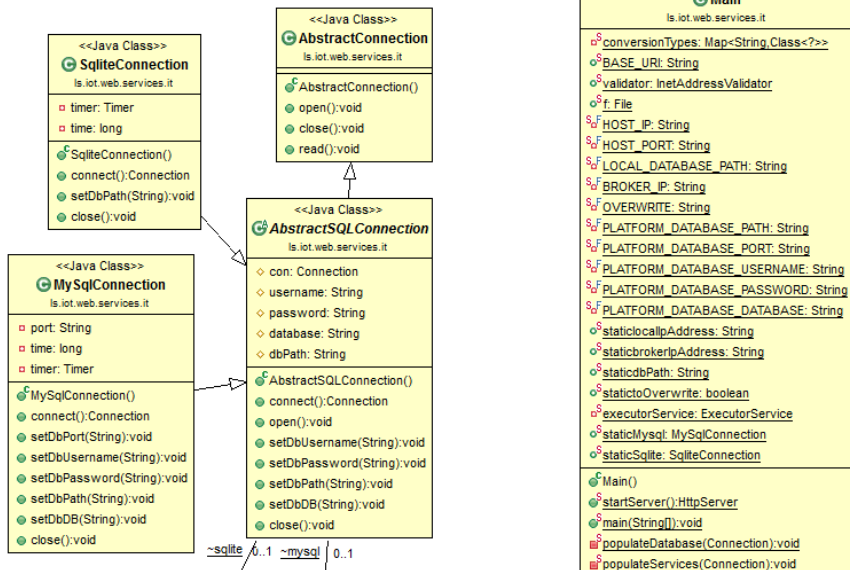 <<Java Class>>
SqliteConnection
ls.iot.web.services.it
timer: Timer
time: long
SqliteConnection()
connect():Connection
setDbPath(String):void
close():void
<<Java Class>>
AbstractConnection
ls.iot.web.services.it
AbstractConnection()
open():void
close():void
read():void
<<Java Class>>
MySqlConnection
ls.iot.web.services.it
port: String
time: long
timer: Timer
MySqlConnection()
connect():Connection
setDbPort(String):void
setDbUsername(String):void
setDbPassword(String):void
setDbPath(String):void
setDbDB(String):void
close():void
<<Java Class>>
AbstractSQLConnection
ls.iot.web.services.it
con: Connection
username: String
password: String
database: String
dbPath: String
AbstractSQLConnection()
connect():Connection
open():void
setDbUsername(String):void
setDbPassword(String):void
setDbPath(String):void
setDbDB(String):void
close():void
~sqlite 0..1 ~mysql 0..1
Main
ls.iot.web.services.it
conversionTypes: Map<String,Class<?>>
BASE_URI: String
validator: InetAddressValidator
f: File
HOST_IP: String
HOST_PORT: String
LOCAL_DATABASE_PATH: String
BROKER_IP: String
OVERWRITE: String
PLATFORM_DATABASE_PATH: String
PLATFORM_DATABASE_PORT: String
PLATFORM_DATABASE_USERNAME: String
PLATFORM_DATABASE_PASSWORD: String
PLATFORM_DATABASE_DATABASE: String
staticlocalIpAddress: String
staticbrokerIpAddress: String
staticdbPath: String
statictoOverwrite: boolean
executorService: ExecutorService
staticMysql: MySqlConnection
staticSqlite: SqliteConnection
Main()
startServer():HttpServer
main(String[]):void
populateDatabase(Connection):void
populateServices(Connection):void